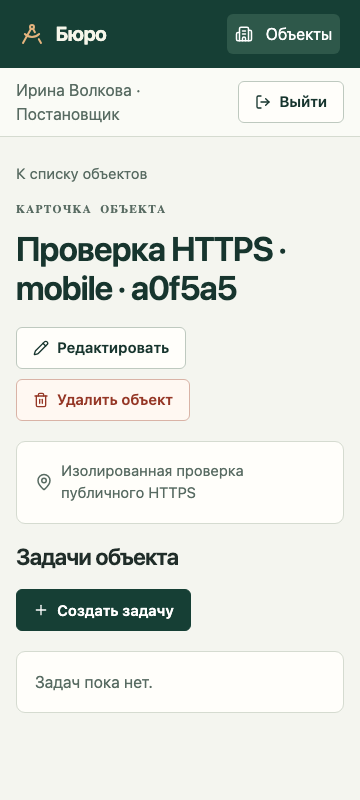 Бюро
Объекты
Ирина Волкова ·
Постановщик
Выйти
К списку объектов
КАРТОЧКА ОБЪЕКТА
Проверка HTTPS ·
mobile · a0f5a5
Редактировать
Удалить объект
Изолированная проверка
публичного HTTPS
Задачи объекта
Создать задачу
Задач пока нет.